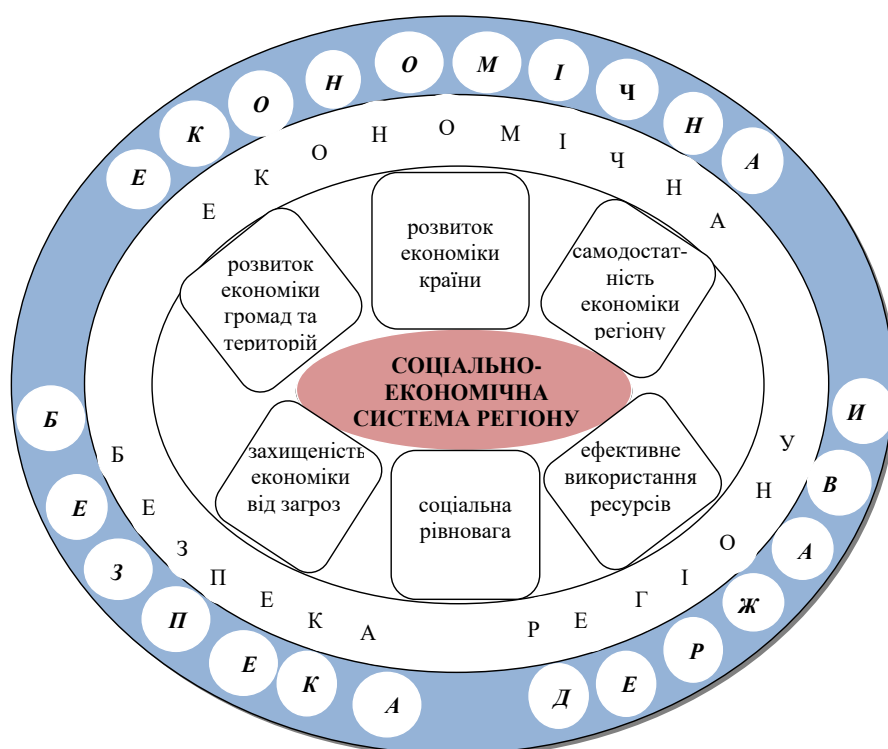 ЕКОНОМІЧНА
БЕЗПЕКА
ДЕРЖАВИ
ЕКОНОМІЧНА
БЕЗПЕКА
РЕГІОНУ
розвиток
економіки
громад та
територій
розвиток
економіки
країни
самодостат-
ність
економіки
регіону
СОЦІАЛЬНО-
ЕКОНОМІЧНА
СИСТЕМА РЕГІОНУ
захищеність
економіки
від загроз
соціальна
рівновага
ефективне
використання
ресурсів